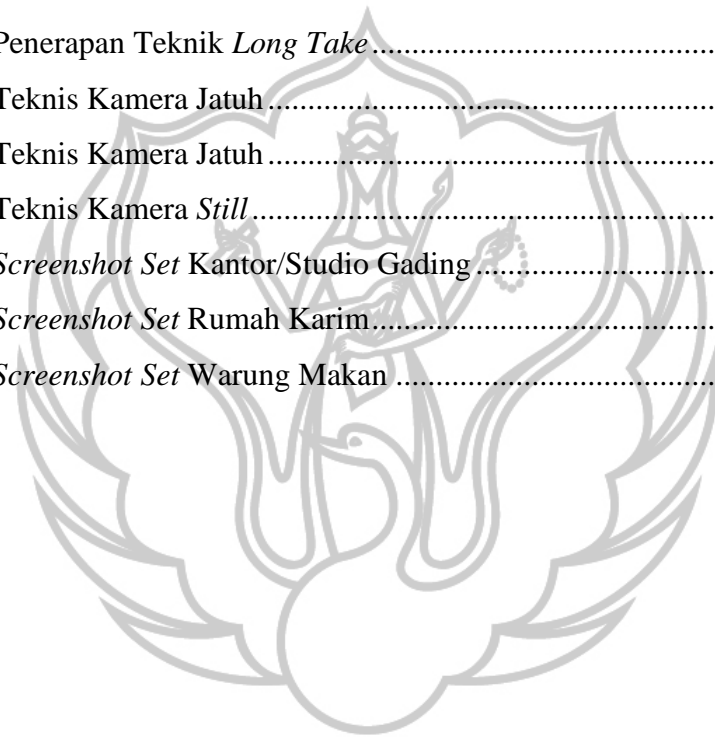 Penerapan Teknik Long Take................................................
Teknis Kamera Jatuh................................................................
Teknis Kamera Jatuh................................................................
Teknis Kamera Still..................................................................
Screenshot Set Kantor/Studio Gading................................
Screenshot Set Rumah Karim.............................................
Screenshot Set Warung Makan ..........................................